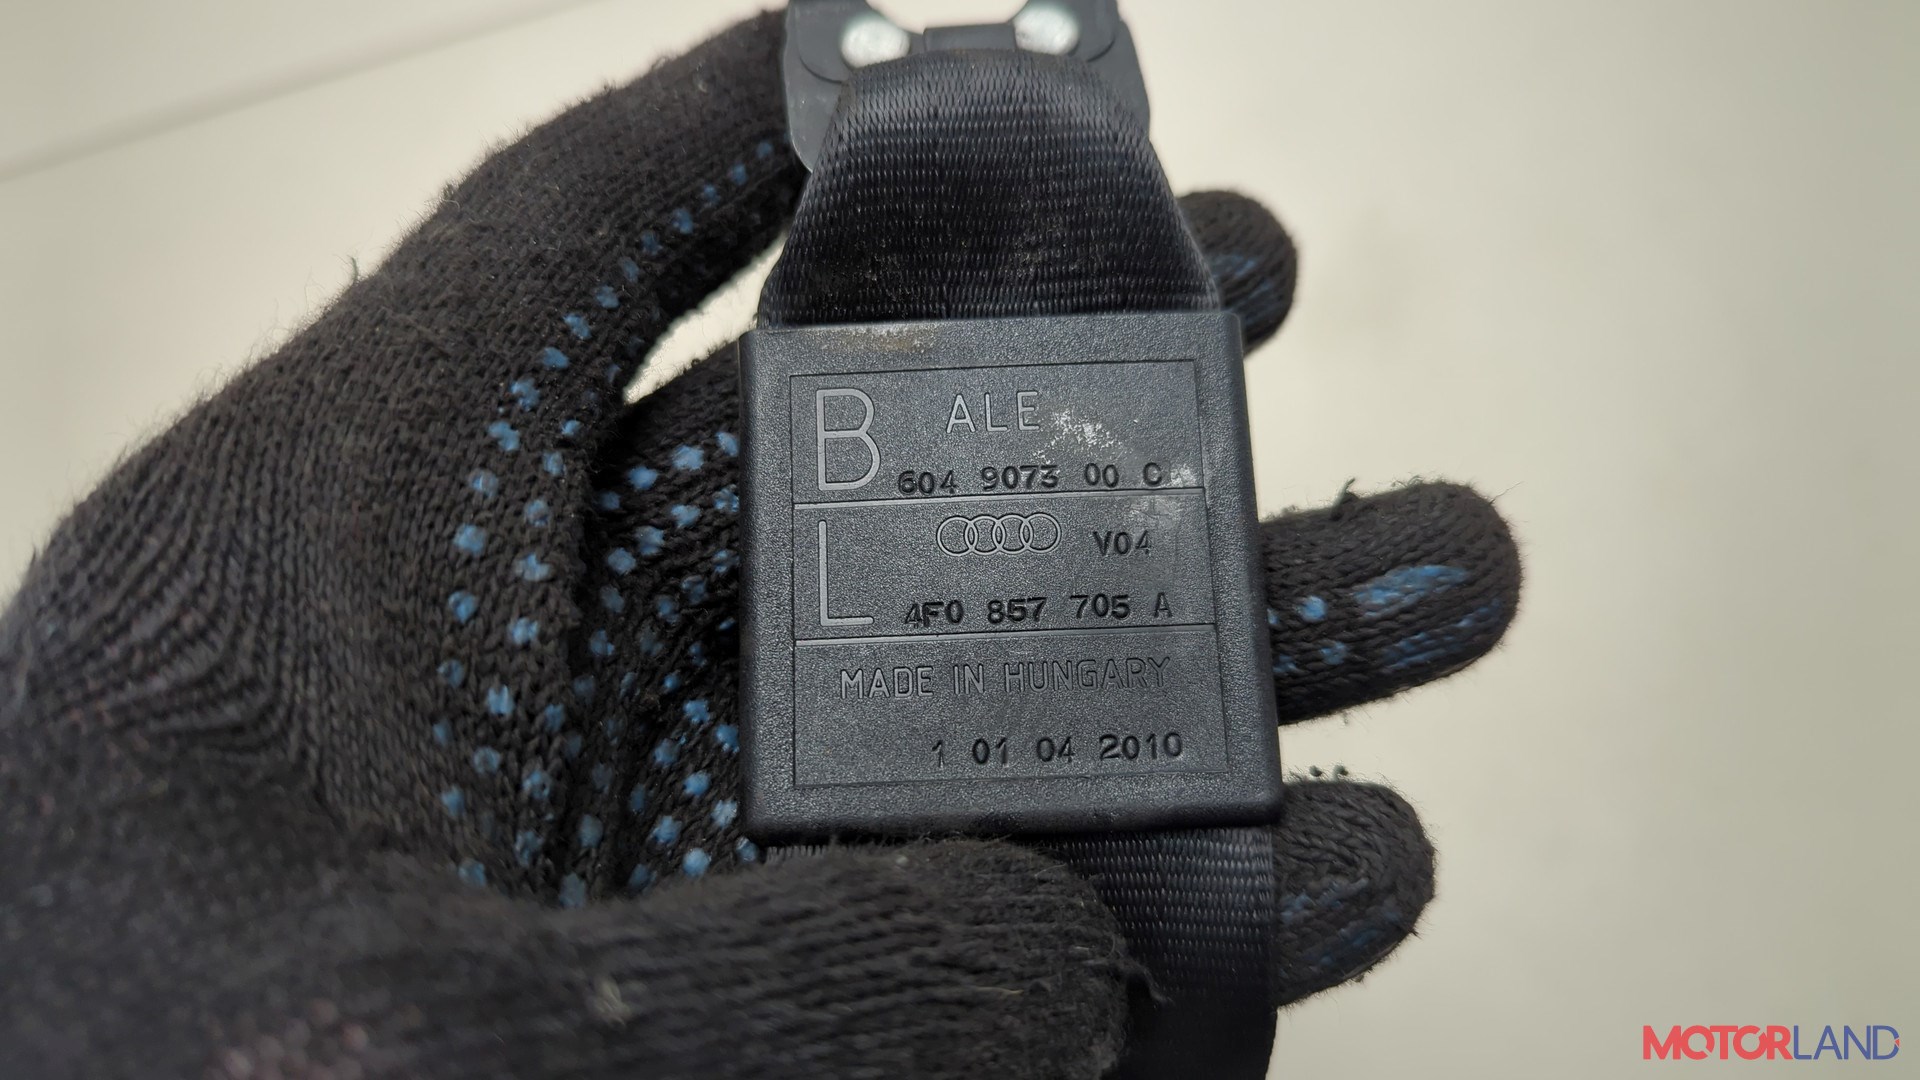 B ALE
604 9073 00 C
L V04
4F0 857 705 A
MADE IN HUNGARY
1 01 04 2010
MOTORLAND